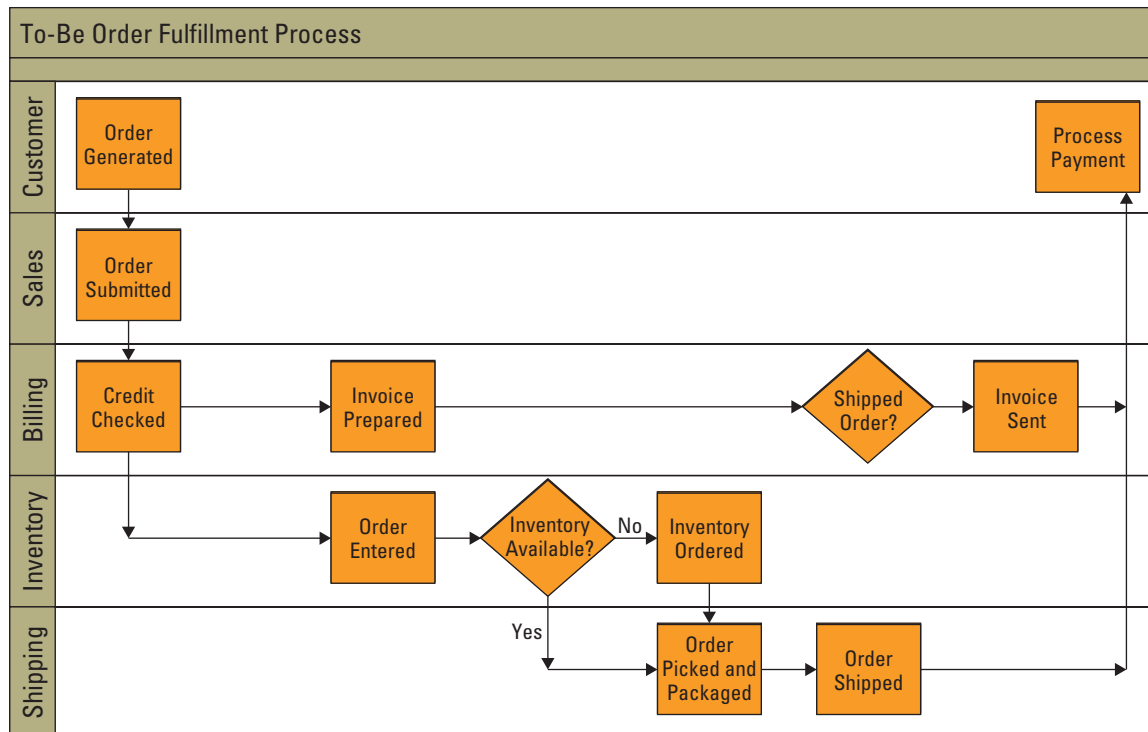 To-Be Order Fulfillment Process
Customer
Order
Generated
Process
Payment
Sales
Order
Submitted
Billing
Credit
Checked
Invoice
Prepared
Shipped
Order?
Invoice
Sent
Inventory
Order
Entered
Inventory
Available?
No
Inventory
Ordered
Shipping
Yes
Order
Picked and
Packaged
Order
Shipped